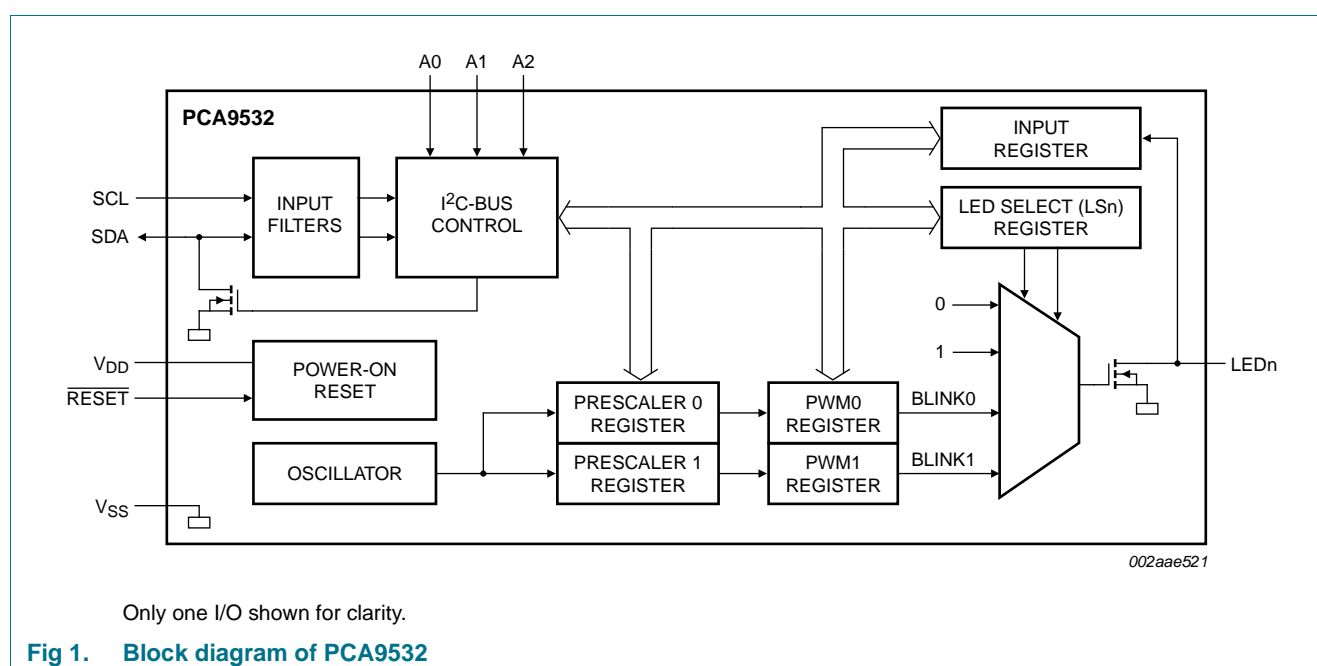 A0 A1 A2
PCA9532
SCL
SDA
INPUT
FILTERS
I²C-BUS
CONTROL
INPUT
REGISTER
LED SELECT (LSn)
REGISTER
0
1
LEDn
VDD
RESET
POWER-ON
RESET
PRESCALER 0
REGISTER
PWM0
REGISTER
BLINK0
OSCILLATOR
PRESCALER 1
REGISTER
PWM1
REGISTER
BLINK1
VSS
002aae521
Only one I/O shown for clarity.
Fig 1. Block diagram of PCA9532